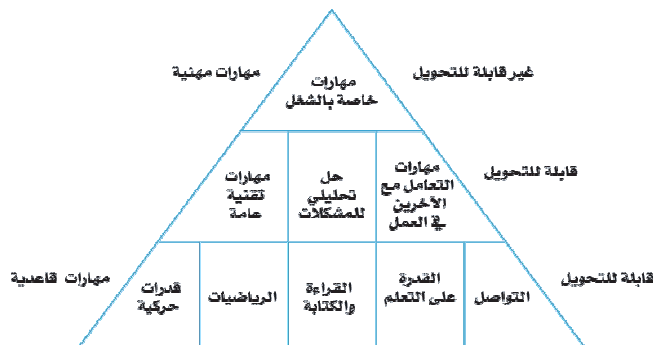 غير قابلة للتحويل
مهارات
خاصة بالشغل
مهارات مهنية
قابلة للتحويل
مهارات
التعامل مع
الآخرين
في العمل
حل
تحليلي
للمشكلات
مهارات
تقنية
عامة
قابلة للتحويل
التواصل
القدرة
على التعلم
القراءة
والكتابة
الرياضيات
قدرات
حركية
مهارات قاعدية